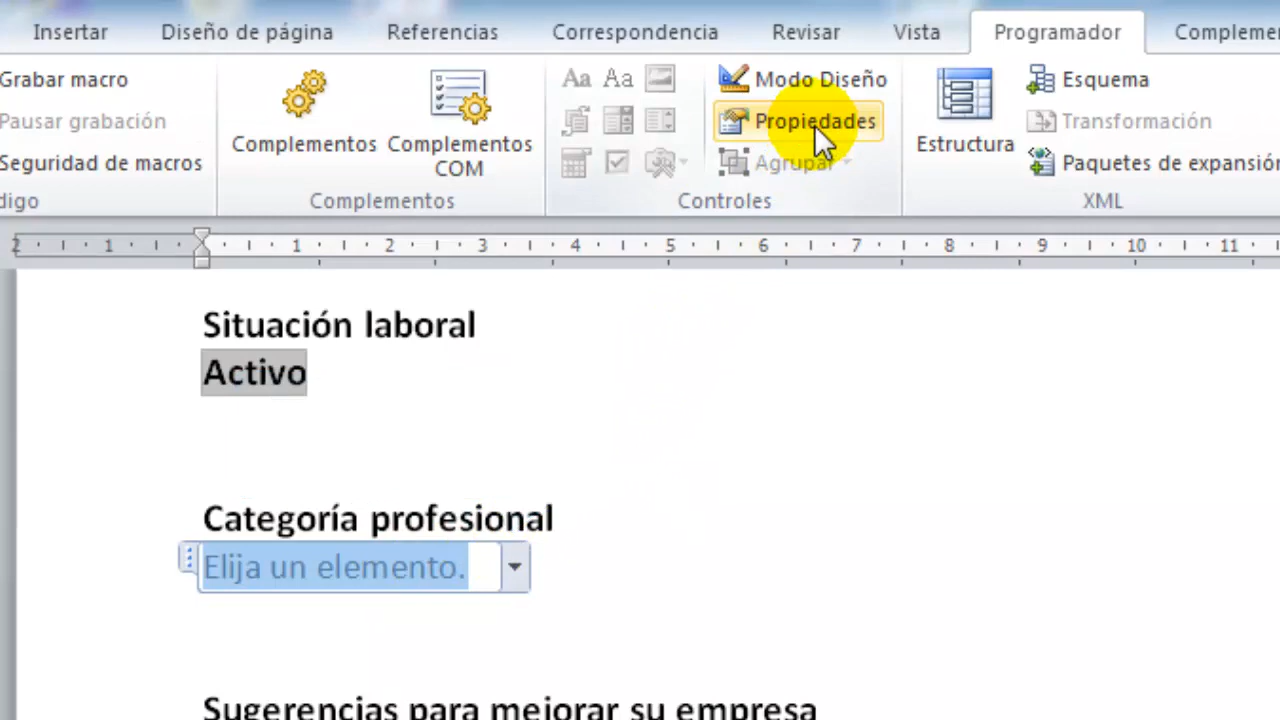 Insertar Diseño de página Referencias Correspondencia Revisar Vista Programador Complemen
Grabar macro
Pausar grabación
Seguridad de macros
digo
Complementos
Complementos
COM
Complementos
Aa Aa
Modo Diseño
Propiedades
Agrupar
Controles
Estructura
Esquema
Transformación
Paquetes de expansión
XML
2 1 1 2 3 4 5 6 7 8 9 10 11
Situación laboral
Activo
Categoría profesional
Elija un elemento.
Sugerencias para mejorar su empresa